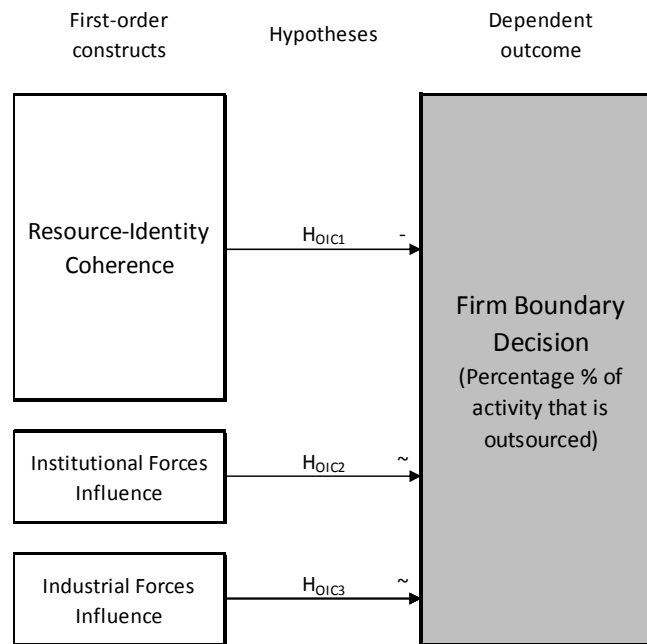 First-order
constructs
Hypotheses
Dependent
outcome
Resource-Identity
Coherence
HOIC1 -
Firm Boundary
Decision
(Percentage % of
activity that is
outsourced)
Institutional Forces
Influence
HOIC2 ~
Industrial Forces
Influence
HOIC3 ~